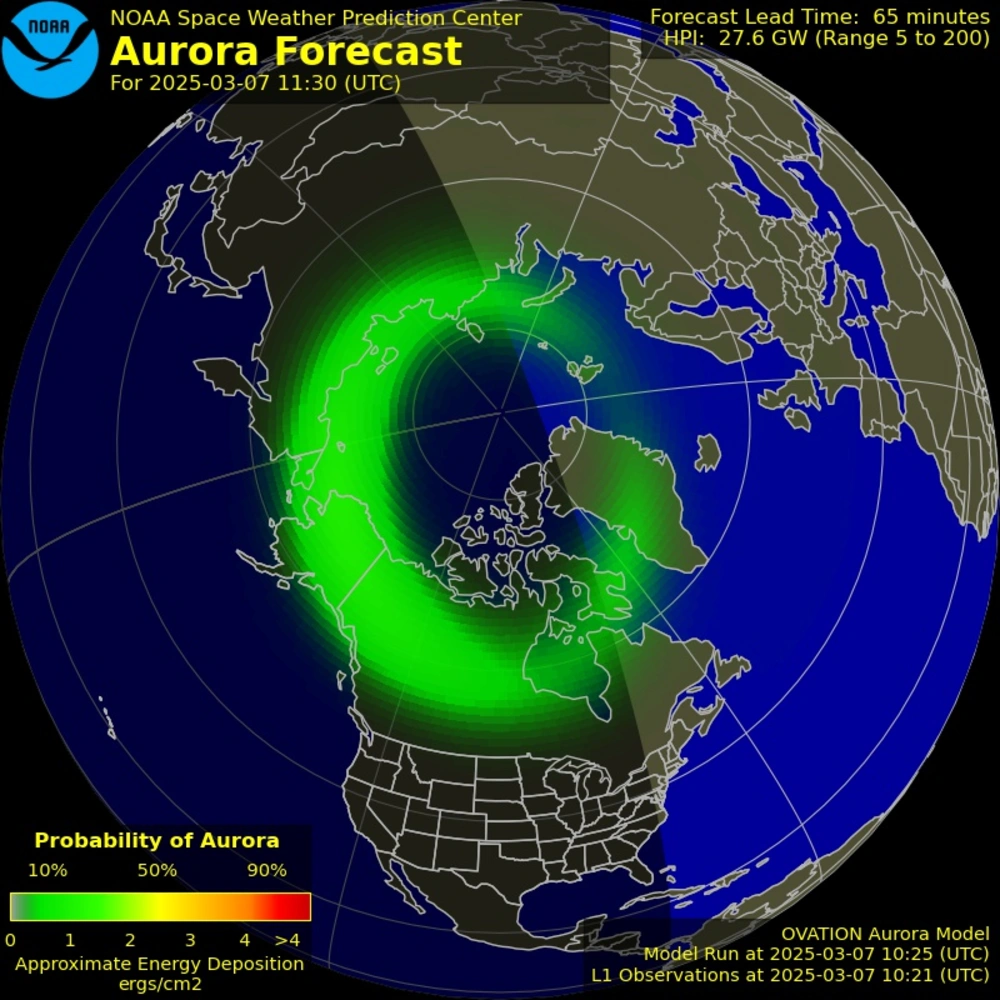 NOAA
NOAA Space Weather Prediction Center
Aurora Forecast
For 2025-03-07 11:30 (UTC)
Forecast Lead Time: 65 minutes
HPI: 27.6 GW (Range 5 to 200)
Probability of Aurora
10% 50% 90%
0 1 2 3 4 >4
Approximate Energy Deposition
ergs/cm2
OVATION Aurora Model
Model Run at 2025-03-07 10:25 (UTC)
L1 Observations at 2025-03-07 10:21 (UTC)